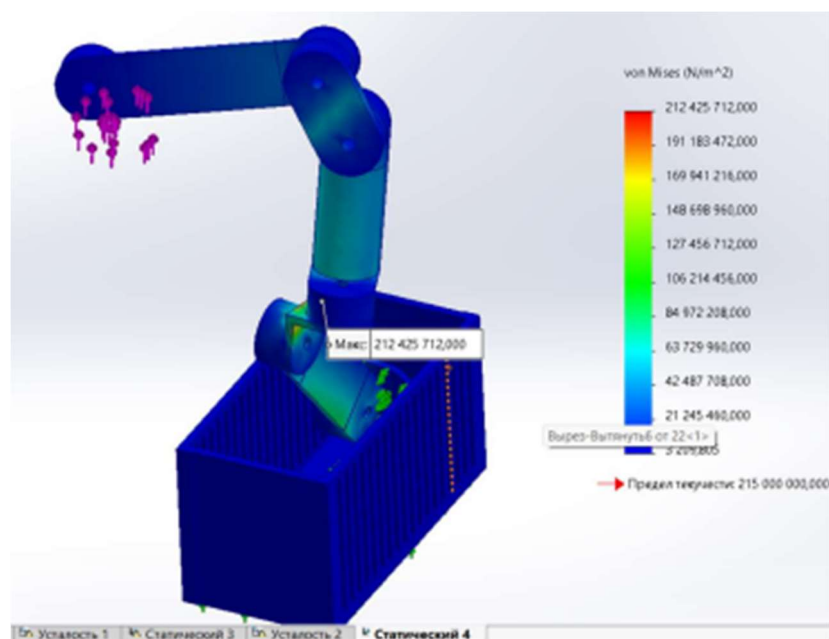 von Mises (N/m^2)
212 425 712,000
191 183 472,000
169 941 216,000
148 698 960,000
127 456 712,000
106 214 456,000
84 972 208,000
63 729 960,000
42 487 708,000
21 245 460,000
3 209,805
Макс: 212 425 712,000
Вырез-Вытянуть6 от 22<1>
Предел текучести: 215 000 000,000
Усталость 1 Статический 3 Усталость 2 Статический 4